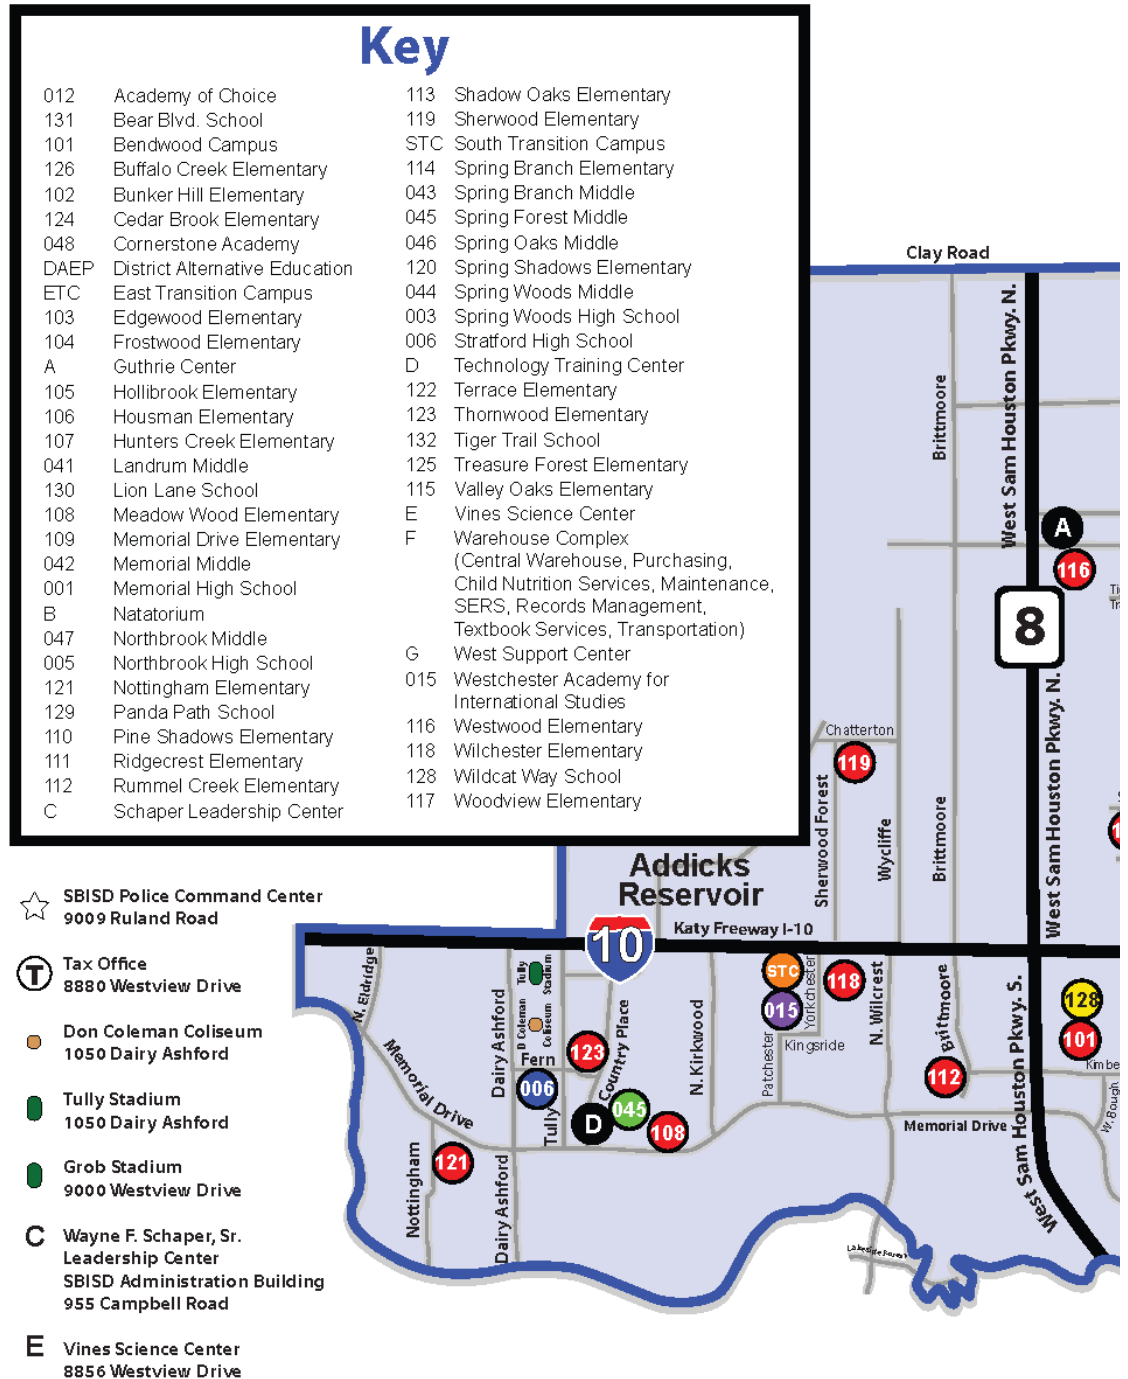 Key
012 Academy of Choice
131 Bear Blvd. School
101 Bendwood Campus
126 Buffalo Creek Elementary
102 Bunker Hill Elementary
124 Cedar Brook Elementary
048 Cornerstone Academy
DAEP District Alternative Education
ETC East Transition Campus
103 Edgewood Elementary
104 Frostwood Elementary
A Guthrie Center
105 Hollibrook Elementary
106 Housman Elementary
107 Hunters Creek Elementary
041 Landrum Middle
130 Lion Lane School
108 Meadow Wood Elementary
109 Memorial Drive Elementary
042 Memorial Middle
001 Memorial High School
B Natatorium
047 Northbrook Middle
005 Northbrook High School
121 Nottingham Elementary
129 Panda Path School
110 Pine Shadows Elementary
111 Ridgecrest Elementary
112 Rummel Creek Elementary
C Schaper Leadership Center
113 Shadow Oaks Elementary
119 Sherwood Elementary
STC South Transition Campus
114 Spring Branch Elementary
043 Spring Branch Middle
045 Spring Forest Middle
046 Spring Oaks Middle
120 Spring Shadows Elementary
044 Spring Woods Middle
003 Spring Woods High School
006 Stratford High School
D Technology Training Center
122 Terrace Elementary
123 Thornwood Elementary
132 Tiger Trail School
125 Treasure Forest Elementary
115 Valley Oaks Elementary
E Vines Science Center
F Warehouse Complex
(Central Warehouse, Purchasing,
Child Nutrition Services, Maintenance,
SERS, Records Management,
Textbook Services, Transportation)
G West Support Center
015 Westchester Academy for
International Studies
116 Westwood Elementary
118 Wilchester Elementary
128 Wildcat Way School
117 Woodview Elementary
SBISD Police Command Center
9009 Ruland Road
T
Tax Office
8880 Westview Drive
Don Coleman Coliseum
1050 Dairy Ashford
Tully Stadium
1050 Dairy Ashford
Grob Stadium
9000 Westview Drive
C
Wayne F. Schaper, Sr.
Leadership Center
SBISD Administration Building
955 Campbell Road
E
Vines Science Center
8856 Westview Drive
Clay Road
West Sam Houston Pkwy. N.
Brittmoore
A
116
8
West Sam Houston Pkwy. N.
Chatterton
119
Sherwood Forest
Wycliffe
Brittmoore
Addicks
Reservoir
Katy Freeway I-10
10
N. Eldridge
Tully
Stadium
D Coleman
Coliseum
Dairy Ashford
Fern
006
Tully
123
Country Place
N. Kirkwood
STC
015
Yorkchester
118
Patchester
Kingsride
N. Wilcrest
Brittmoore
112
West Sam Houston Pkwy. S.
128
101
Kimbe
W. Bough
Memorial Drive
Memorial Drive
D
045
108
121
Nottingham
Dairy Ashford
Lakeside Forest